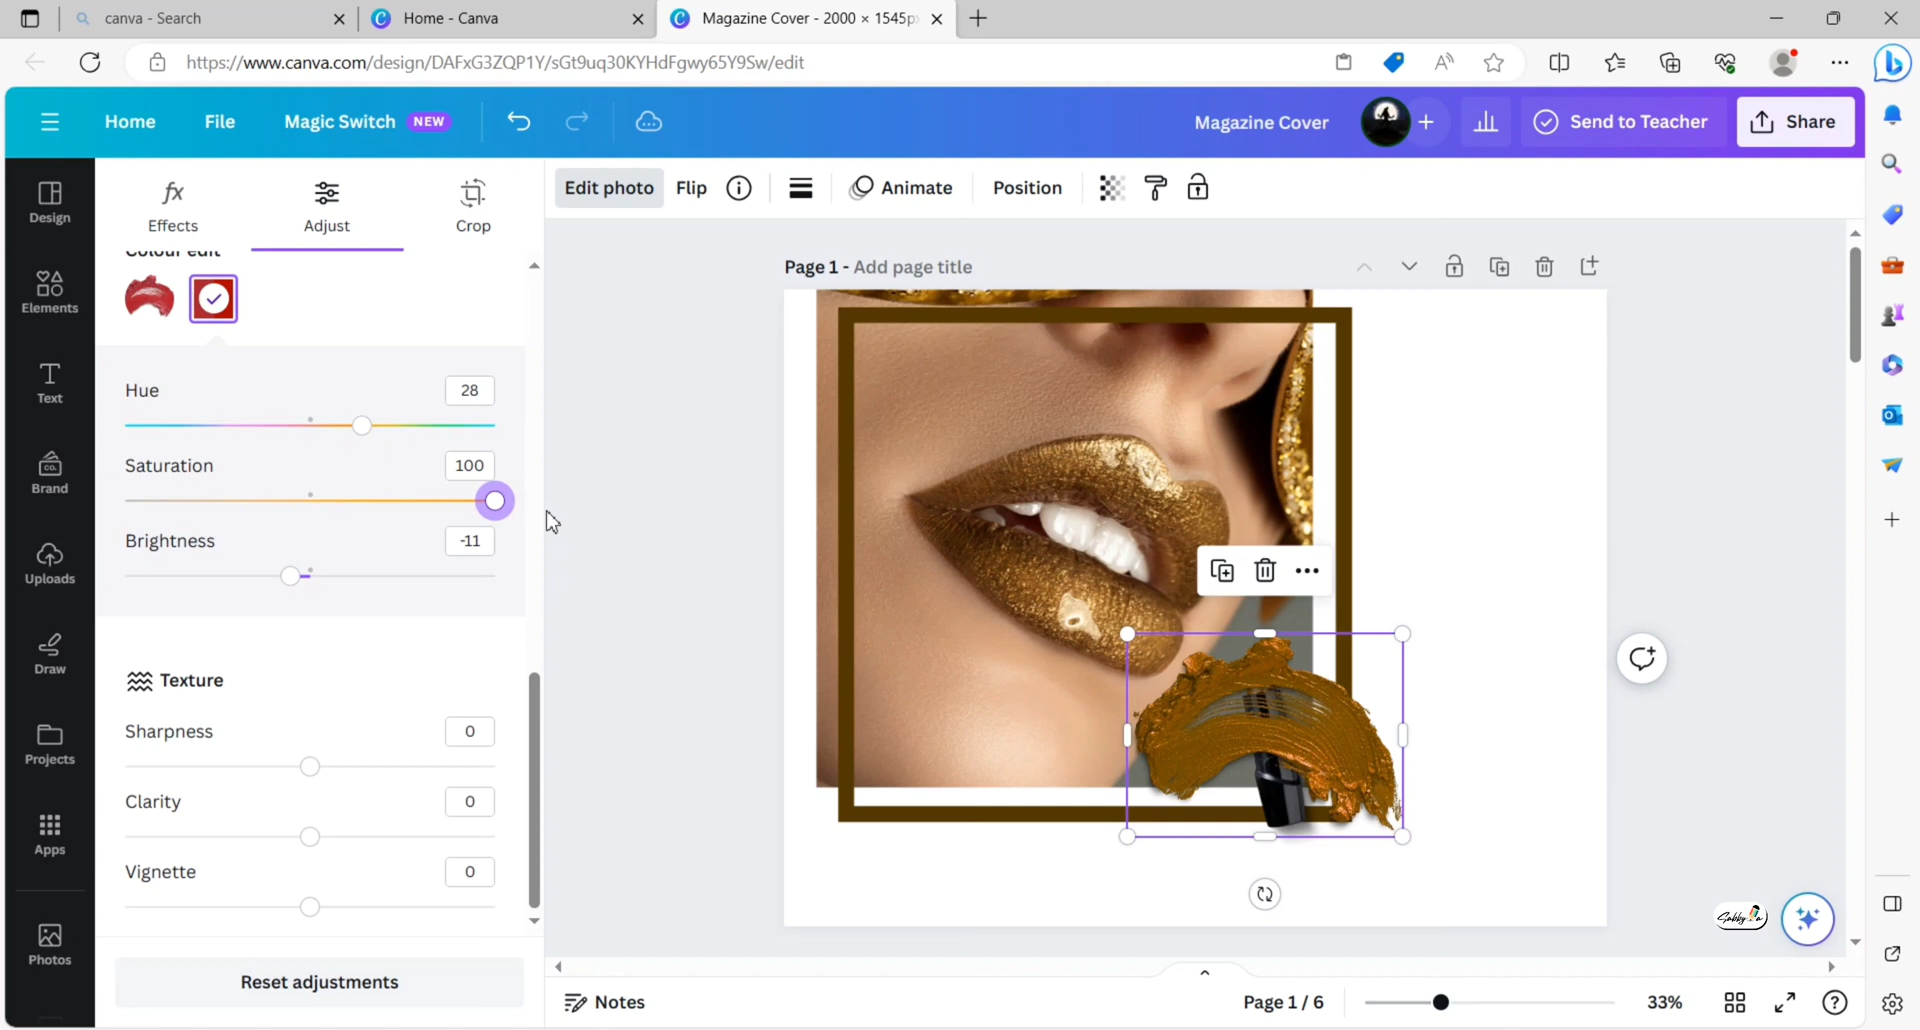 canva - Search
Home - Canva
Magazine Cover - 2000 × 1545p
https://www.canva.com/design/DAFxG3ZQP1Y/sGt9uq30KYHdFgwy65Y9Sw/edit
Home
File
Magic Switch NEW
Magazine Cover
Send to Teacher
Share
Design
Elements
Text
Brand
Uploads
Draw
Projects
Apps
Photos
fx
Effects
Adjust
Crop
Colour edit
Hue 28
Saturation 100
Brightness -11
Texture
Sharpness 0
Clarity 0
Vignette 0
Reset adjustments
Edit photo
Flip
Animate
Position
Page 1 - Add page title
Notes
Page 1 / 6
33%